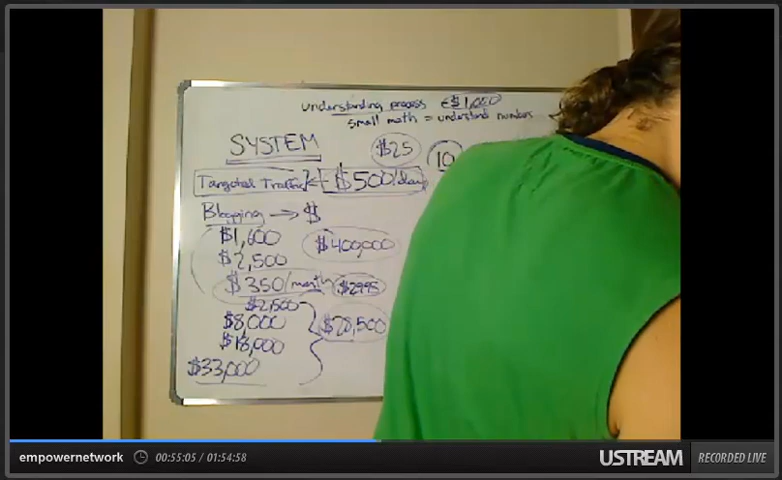 understanding process €$1,000
small math = understand numbers
SYSTEM
$25
10
Targeted Traffic
$500/day
Blogging → $
$1,600
$400,000
$2,500
$350/month
$2995
$2,500
$8,000
$28,500
$18,000
$33,000
empowernetwork
00:55:05 / 01:54:58
USTREAM
RECORDED LIVE